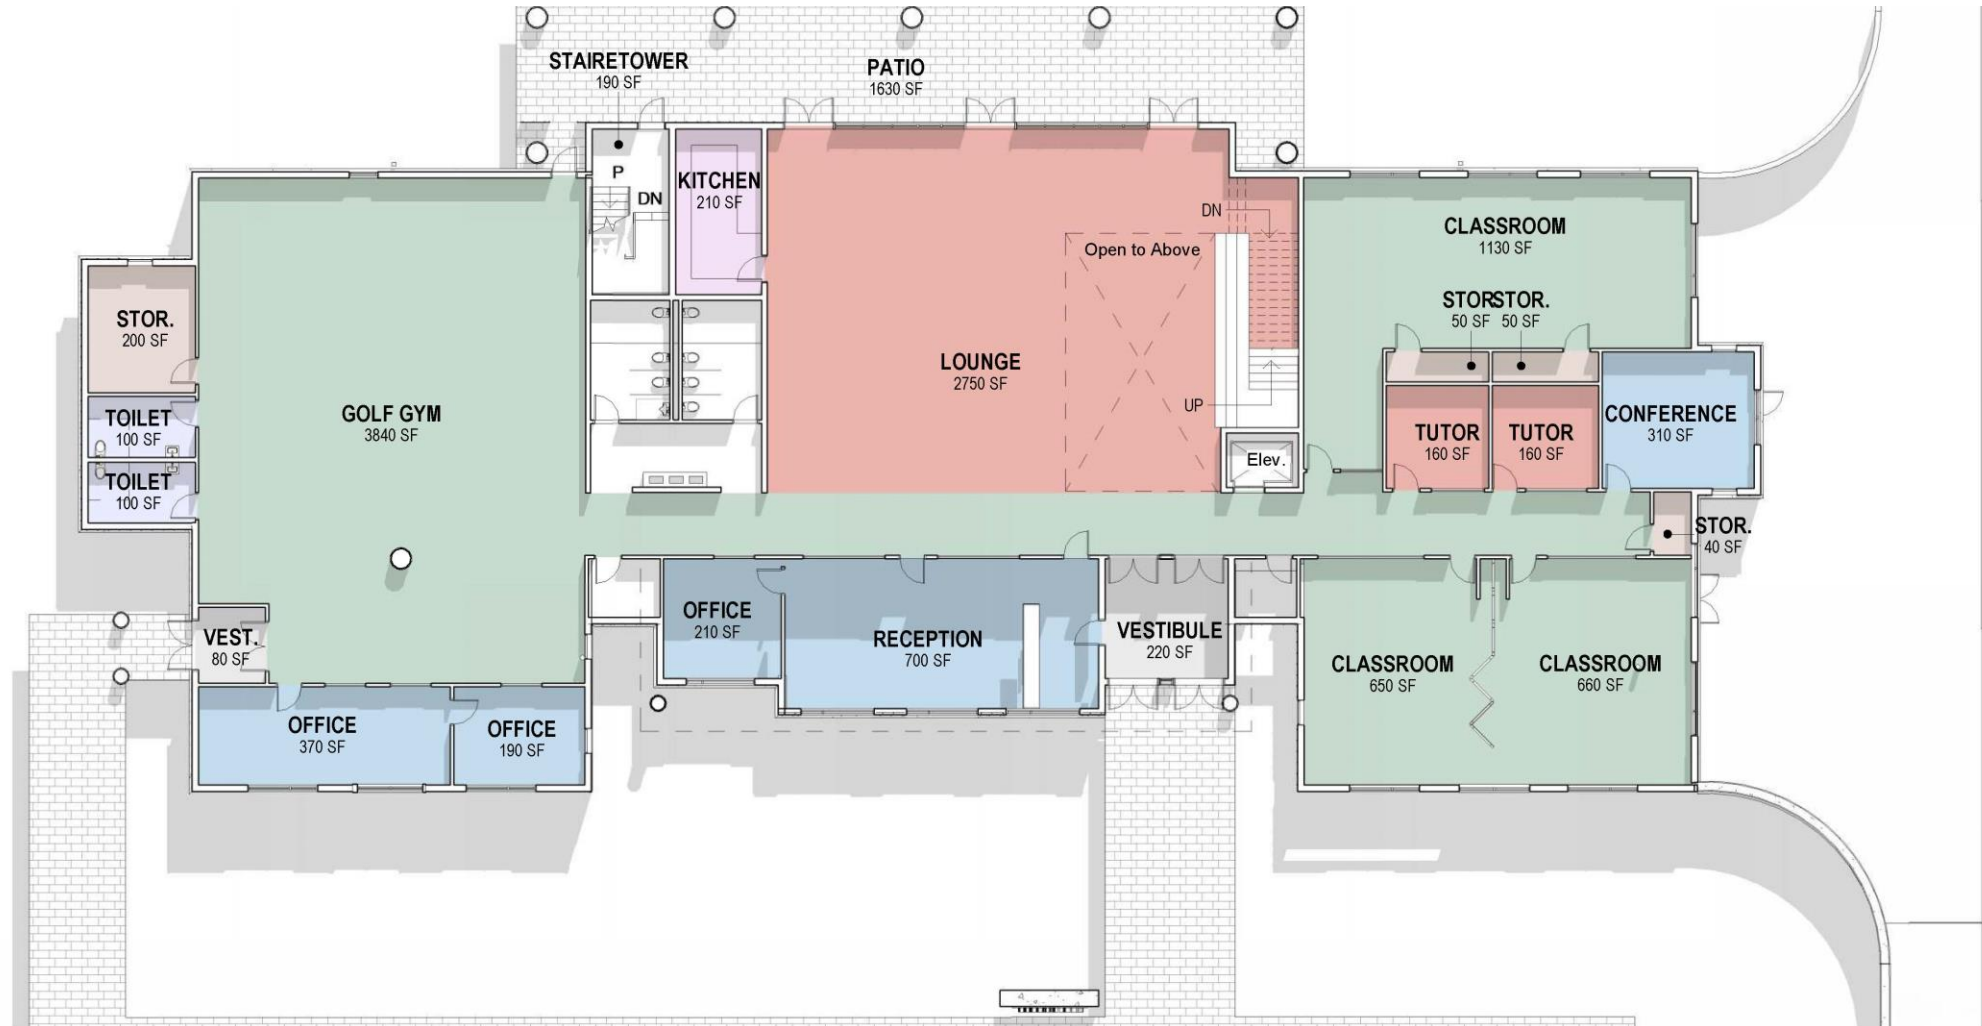 STAIRETOWER
190 SF
PATIO
1630 SF
P
DN
KITCHEN
210 SF
DN
Open to Above
CLASSROOM
1130 SF
STOR.
50 SF
STOR.
50 SF
STOR.
200 SF
LOUNGE
2750 SF
UP
GOLF GYM
3840 SF
TOILET
100 SF
TOILET
100 SF
CONFERENCE
310 SF
TUTOR
160 SF
TUTOR
160 SF
Elev.
STOR.
40 SF
VEST.
80 SF
OFFICE
210 SF
RECEPTION
700 SF
VESTIBULE
220 SF
CLASSROOM
650 SF
CLASSROOM
660 SF
OFFICE
370 SF
OFFICE
190 SF